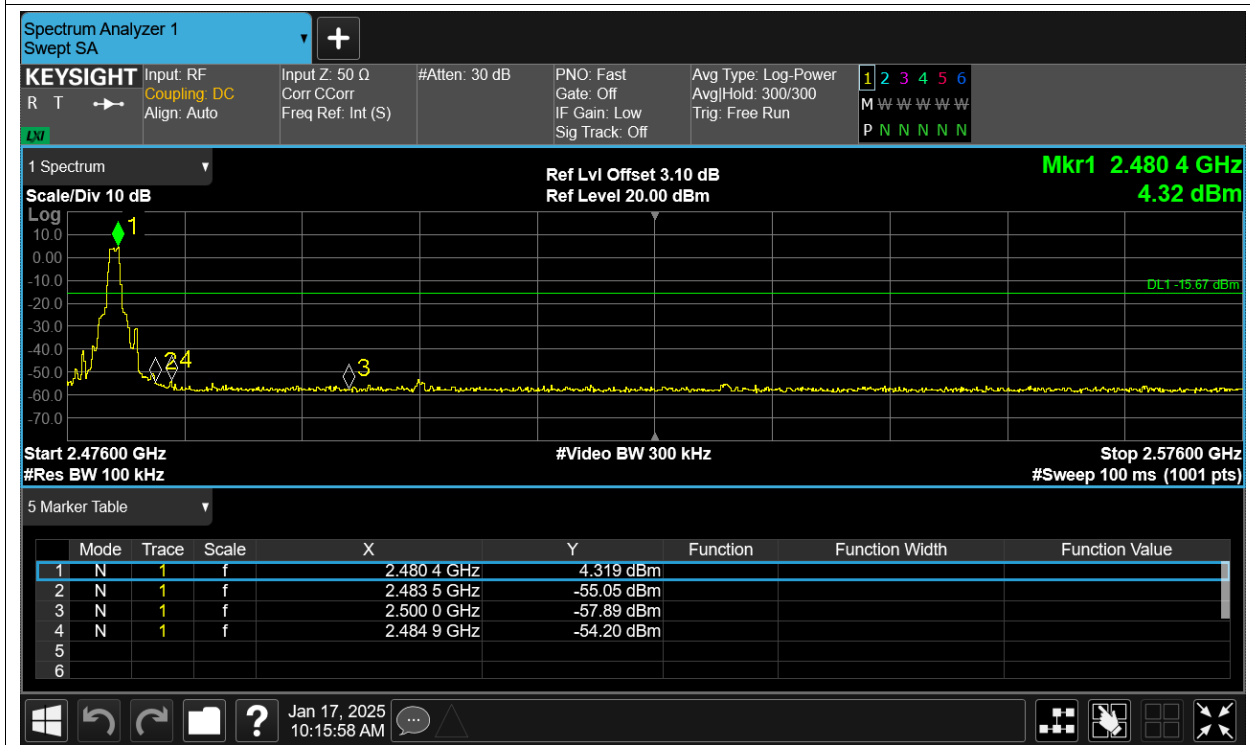 Spectrum Analyzer 1
Swept SA
KEYSIGHT
R T
LXI
Input: RF
Coupling: DC
Align: Auto
Input Z: 50 Ω
Corr CCorr
Freq Ref: Int (S)
#Atten: 30 dB
PNO: Fast
Gate: Off
IF Gain: Low
Sig Track: Off
Avg Type: Log-Power
Avg|Hold: 300/300
Trig: Free Run
1 2 3 4 5 6
M W W W W W
P N N N N N
1 Spectrum
Scale/Div 10 dB
Ref Lvl Offset 3.10 dB
Ref Level 20.00 dBm
Mkr1 2.480 4 GHz
4.32 dBm
Log
10.0
0.00
-10.0
-20.0
-30.0
-40.0
-50.0
-60.0
-70.0
1
2 4
3
DL1 -15.67 dBm
Start 2.47600 GHz
#Res BW 100 kHz
#Video BW 300 kHz
Stop 2.57600 GHz
#Sweep 100 ms (1001 pts)
5 Marker Table
Mode Trace Scale X Y Function Function Width Function Value
1 N 1 f 2.480 4 GHz 4.319 dBm
2 N 1 f 2.483 5 GHz -55.05 dBm
3 N 1 f 2.500 0 GHz -57.89 dBm
4 N 1 f 2.484 9 GHz -54.20 dBm
5
6
?
Jan 17, 2025
10:15:58 AM